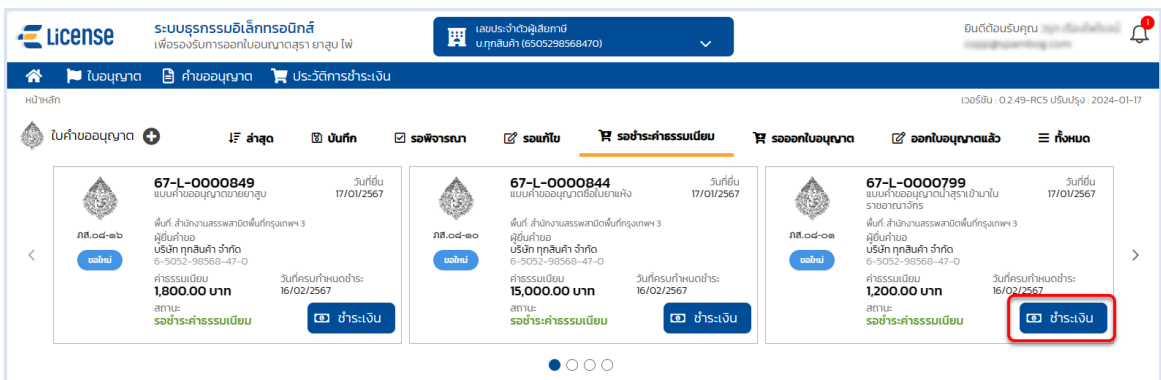 License
ระบบธุรกรรมอิเล็กทรอนิกส์
เพื่อรองรับการออกใบอนุญาตสุรา ยาสูบ ไพ่
เลขประจำตัวผู้เสียภาษี
บ.ทุกสินค้า (6505298568470)
ยินดีต้อนรับคุณ
1
ใบอนุญาต
คำขออนุญาต
ประวัติการชำระเงิน
หน้าหลัก
เวอร์ชัน : 0.2.49-RC5 ปรับปรุง : 2024-01-17
ใบคำขออนุญาต
ล่าสุด
บันทึก
รอพิจารณา
รอแก้ไข
รอชำระค่าธรรมเนียม
รอออกใบอนุญาต
ออกใบอนุญาตแล้ว
ทั้งหมด
67-L-0000849
แบบคำขออนุญาตขายยาสูบ
วันที่ยื่น
17/01/2567
พื้นที่ สำนักงานสรรพสามิตพื้นที่กรุงเทพฯ 3
ภส.๐๘-๑๖
ขอใหม่
ผู้ยื่นคำขอ
บริษัท ทุกสินค้า จำกัด
6-5052-98568-47-0
ค่าธรรมเนียม
1,800.00 บาท
วันที่ครบกำหนดชำระ
16/02/2567
สถานะ
รอชำระค่าธรรมเนียม
ชำระเงิน
67-L-0000844
แบบคำขออนุญาตซื้อใบยาแห้ง
วันที่ยื่น
17/01/2567
พื้นที่ สำนักงานสรรพสามิตพื้นที่กรุงเทพฯ 3
ภส.๐๘-๑๐
ขอใหม่
ผู้ยื่นคำขอ
บริษัท ทุกสินค้า จำกัด
6-5052-98568-47-0
ค่าธรรมเนียม
15,000.00 บาท
วันที่ครบกำหนดชำระ
16/02/2567
สถานะ
รอชำระค่าธรรมเนียม
ชำระเงิน
67-L-0000799
แบบคำขออนุญาตนำสุราเข้ามาใน
ราชอาณาจักร
วันที่ยื่น
17/01/2567
พื้นที่ สำนักงานสรรพสามิตพื้นที่กรุงเทพฯ 3
ภส.๐๘-๐๑
ขอใหม่
ผู้ยื่นคำขอ
บริษัท ทุกสินค้า จำกัด
6-5052-98568-47-0
ค่าธรรมเนียม
1,200.00 บาท
วันที่ครบกำหนดชำระ
16/02/2567
สถานะ
รอชำระค่าธรรมเนียม
ชำระเงิน